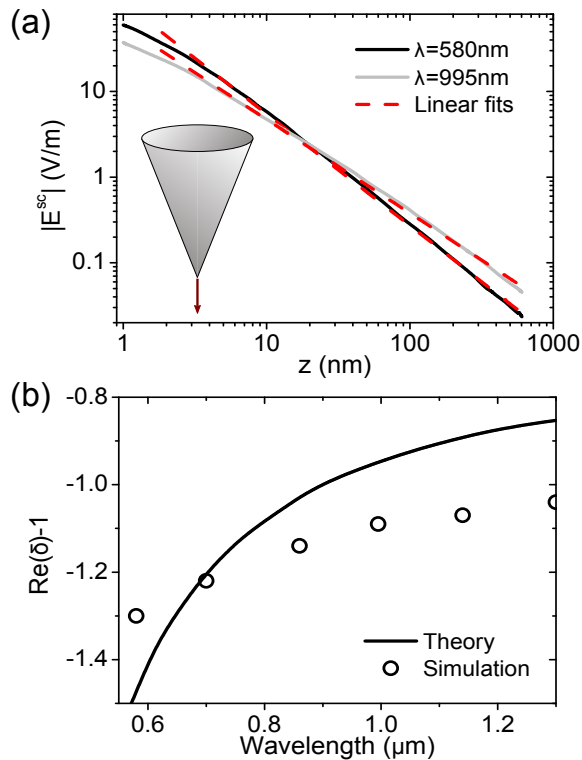 (a)
λ=580nm
λ=995nm
Linear fits
|E^sc| (V/m)
10
1
0.1
1 10 100 1000
z (nm)
(b)
Re(δ)-1
-0.8
-1.0
-1.2
-1.4
Theory
Simulation
0.6 0.8 1.0 1.2
Wavelength (μm)